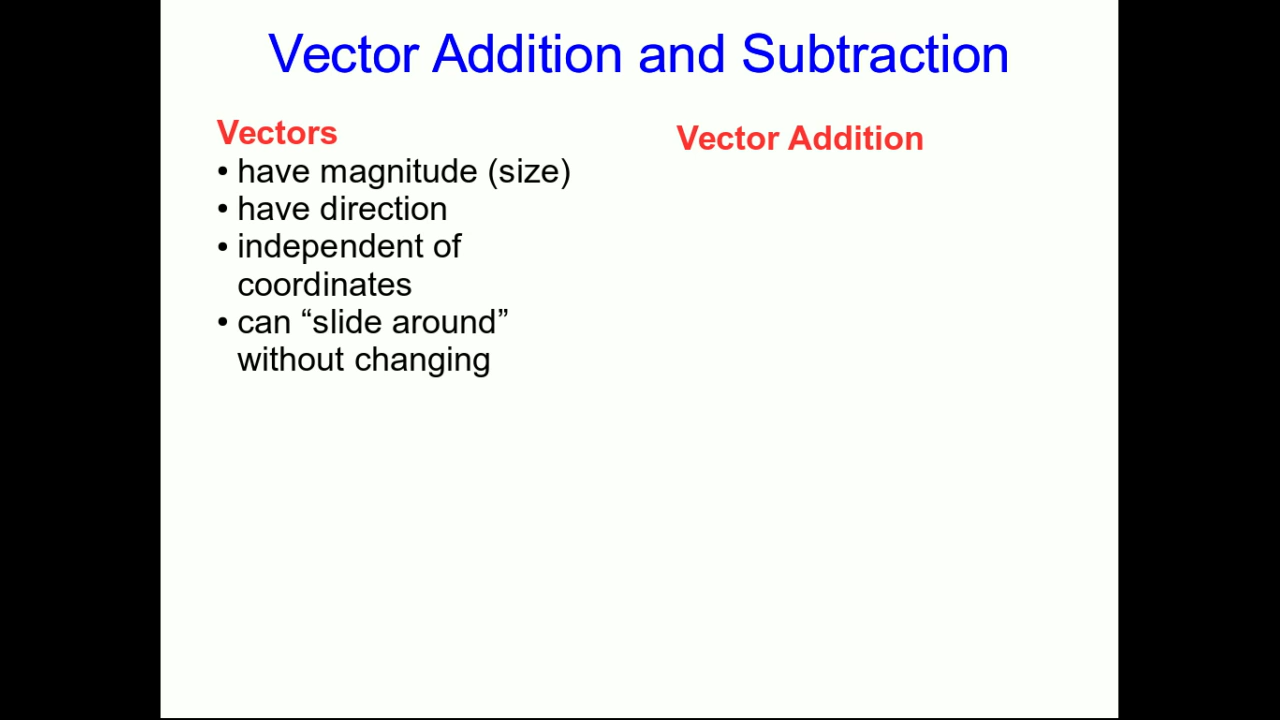 Vector Addition and Subtraction
Vectors
• have magnitude (size)
• have direction
• independent of
coordinates
• can “slide around”
without changing
Vector Addition